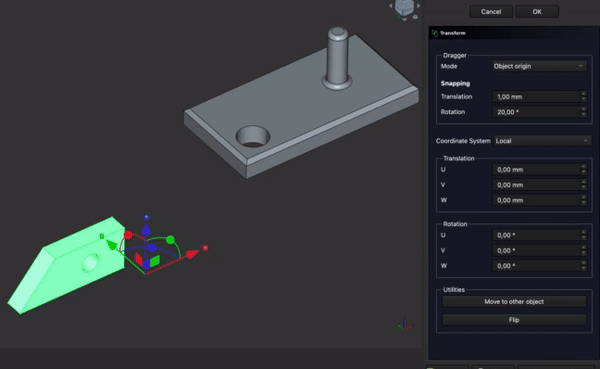 Cancel OK
Transform
Dragger
Mode Object origin
Snapping
Translation 1,00 mm
Rotation 20,00 °
Coordinate System Local
Translation
U 0,00 mm
V 0,00 mm
W 0,00 mm
Rotation
U 0,00 °
V 0,00 °
W 0,00 °
Utilities
Move to other object
Flip